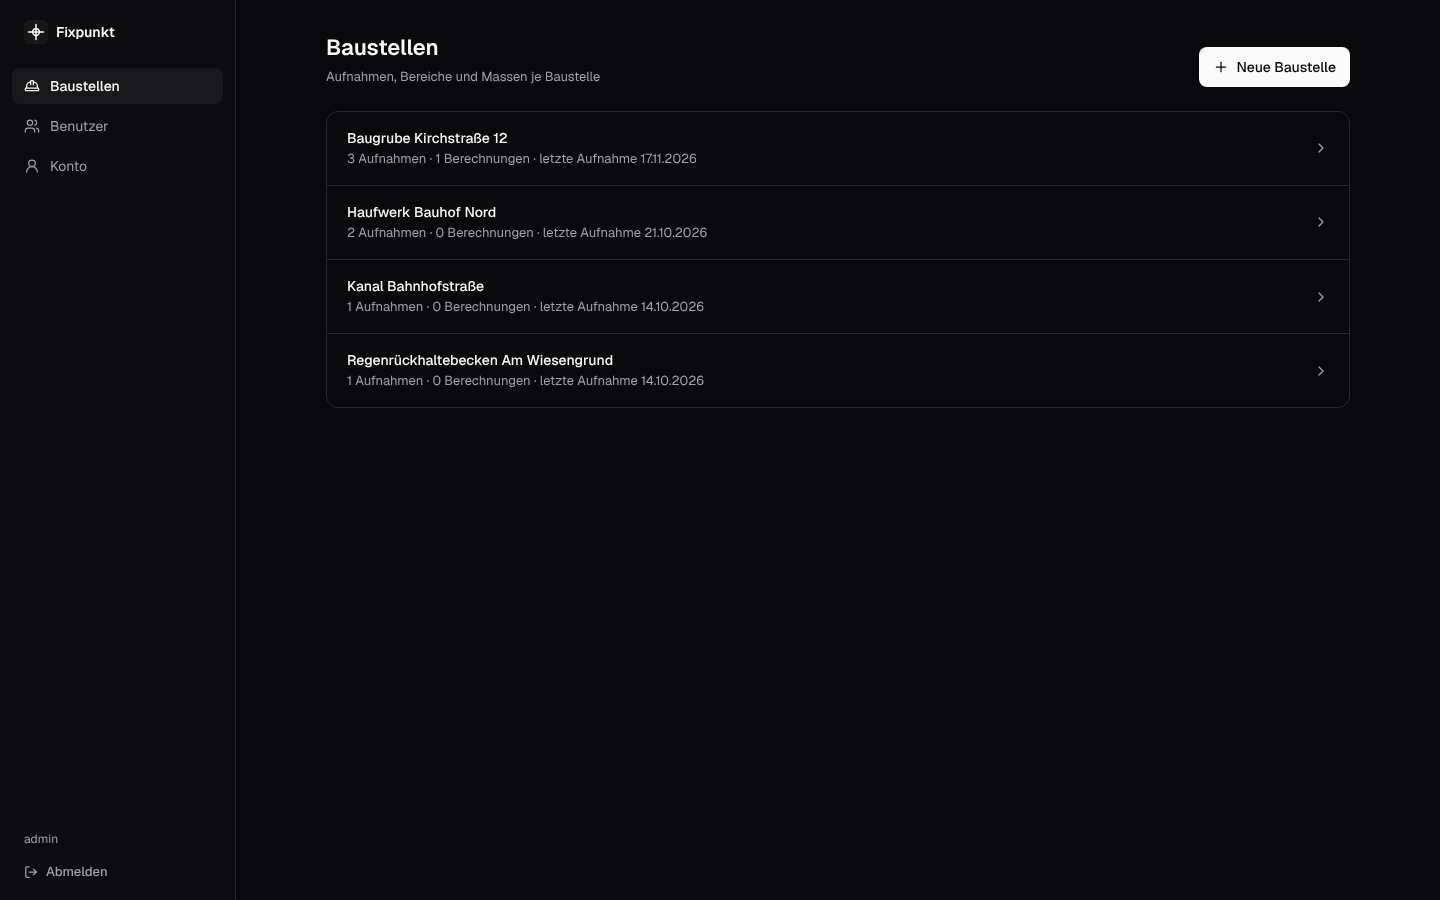 Fixpunkt
Baustellen
Benutzer
Konto
admin
Abmelden
Baustellen
Aufnahmen, Bereiche und Massen je Baustelle
Neue Baustelle
Baugrube Kirchstraße 12
3 Aufnahmen · 1 Berechnungen · letzte Aufnahme 17.11.2026
Haufwerk Bauhof Nord
2 Aufnahmen · 0 Berechnungen · letzte Aufnahme 21.10.2026
Kanal Bahnhofstraße
1 Aufnahmen · 0 Berechnungen · letzte Aufnahme 14.10.2026
Regenrückhaltebecken Am Wiesengrund
1 Aufnahmen · 0 Berechnungen · letzte Aufnahme 14.10.2026